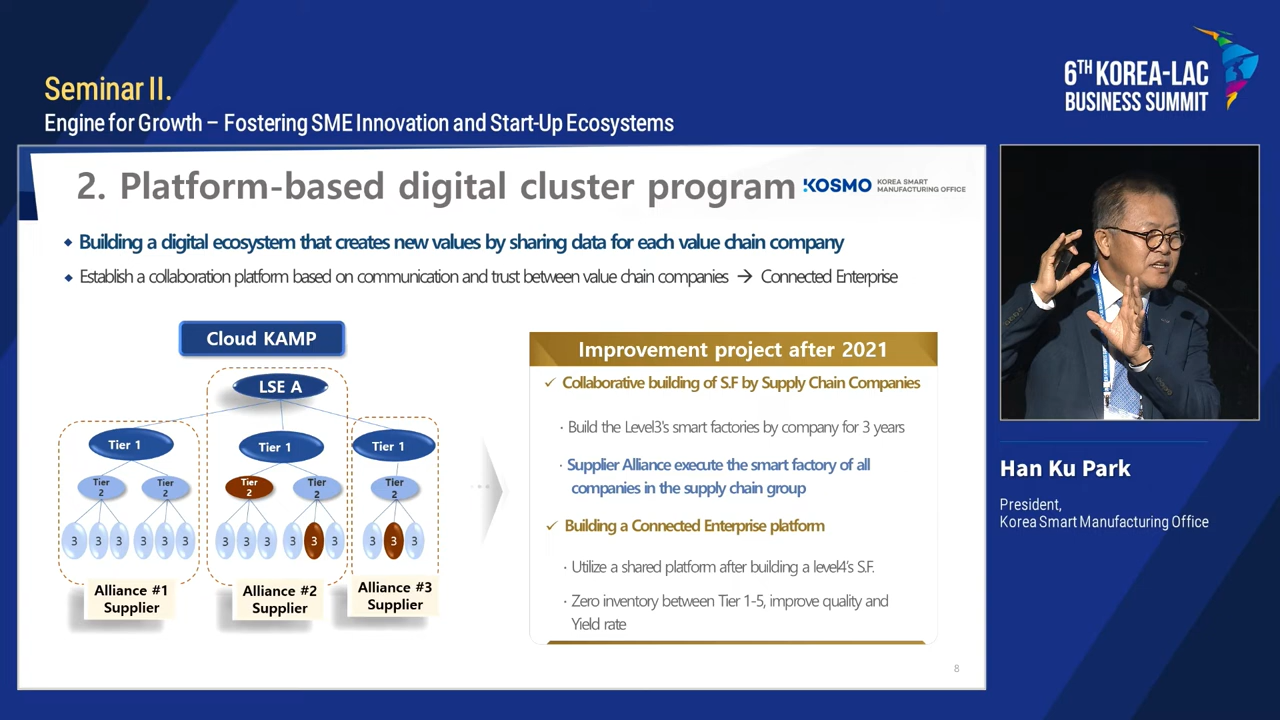 Seminar II.
Engine for Growth – Fostering SME Innovation and Start-Up Ecosystems
6TH KOREA-LAC
BUSINESS SUMMIT
2. Platform-based digital cluster program
KOSMO
KOREA SMART
MANUFACTURING OFFICE
Building a digital ecosystem that creates new values by sharing data for each value chain company
Establish a collaboration platform based on communication and trust between value chain companies → Connected Enterprise
Cloud KAMP
LSE A
Tier 1
Tier 1
Tier 1
Tier
2
Tier
2
Tier
2
Tier
2
Tier
2
3 3 3 3 3 3
3 3 3 3 3 3
3 3 3
Alliance #1
Supplier
Alliance #2
Supplier
Alliance #3
Supplier
Improvement project after 2021
✓ Collaborative building of S.F by Supply Chain Companies
· Build the Level3's smart factories by company for 3 years
· Supplier Alliance execute the smart factory of all
companies in the supply chain group
✓ Building a Connected Enterprise platform
· Utilize a shared platform after building a level4's S.F.
· Zero inventory between Tier 1-5, improve quality and
Yield rate
8
Han Ku Park
President,
Korea Smart Manufacturing Office